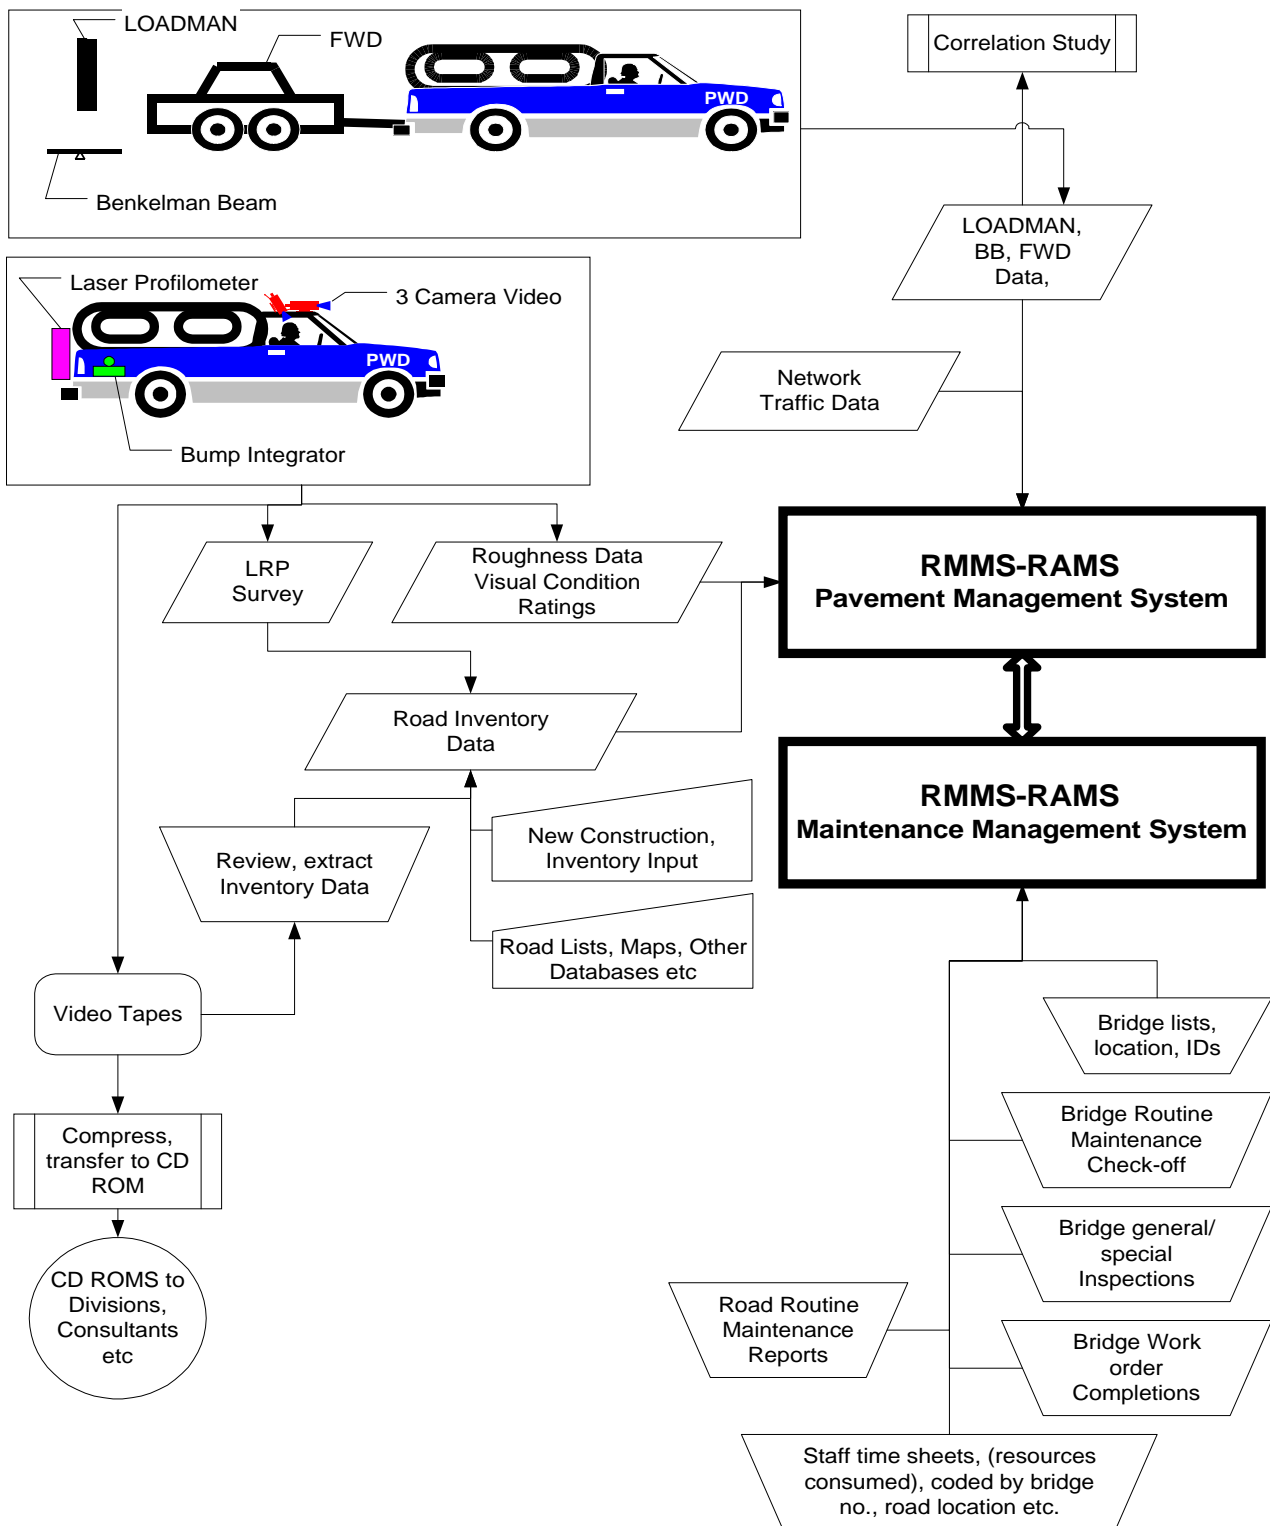 LOADMAN
FWD
PWD
Benkelman Beam
Correlation Study
LOADMAN,
BB, FWD
Data,
Laser Profilometer
3 Camera Video
PWD
Bump Integrator
Network
Traffic Data
LRP
Survey
Roughness Data
Visual Condition
Ratings
RMMS-RAMS
Pavement Management System
Road Inventory
Data
RMMS-RAMS
Maintenance Management System
New Construction,
Inventory Input
Review, extract
Inventory Data
Road Lists, Maps, Other
Databases etc
Video Tapes
Bridge lists,
location, IDs
Compress,
transfer to CD
ROM
Bridge Routine
Maintenance
Check-off
Bridge general/
special
Inspections
CD ROMS to
Divisions,
Consultants
etc
Road Routine
Maintenance
Reports
Bridge Work
order
Completions
Staff time sheets, (resources
consumed), coded by bridge
no., road location etc.